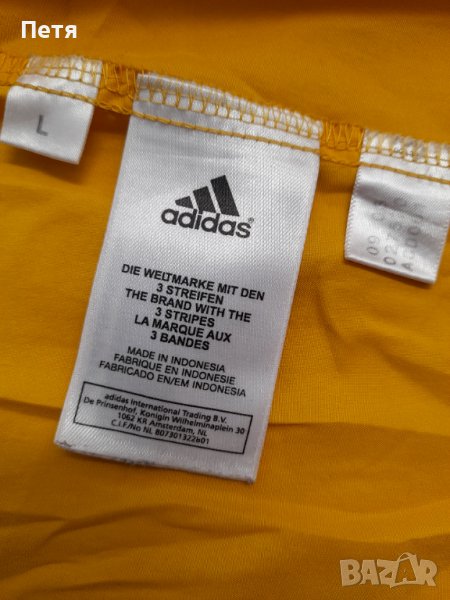 Петя
L
adidas®
DIE WELTMARKE MIT DEN
3 STREIFEN
THE BRAND WITH THE
3 STRIPES
LA MARQUE AUX
3 BANDES
MADE IN INDONESIA
FABRIQUE EN INDONESIE
FABRICADO EN/EM INDONESIA
adidas International Trading B.V.
De Prinsenhof, Konigin Wilhelminaplein 30
1062 KR Amsterdam, NL
C.I.F./No NL 807301322B01
BAZAR